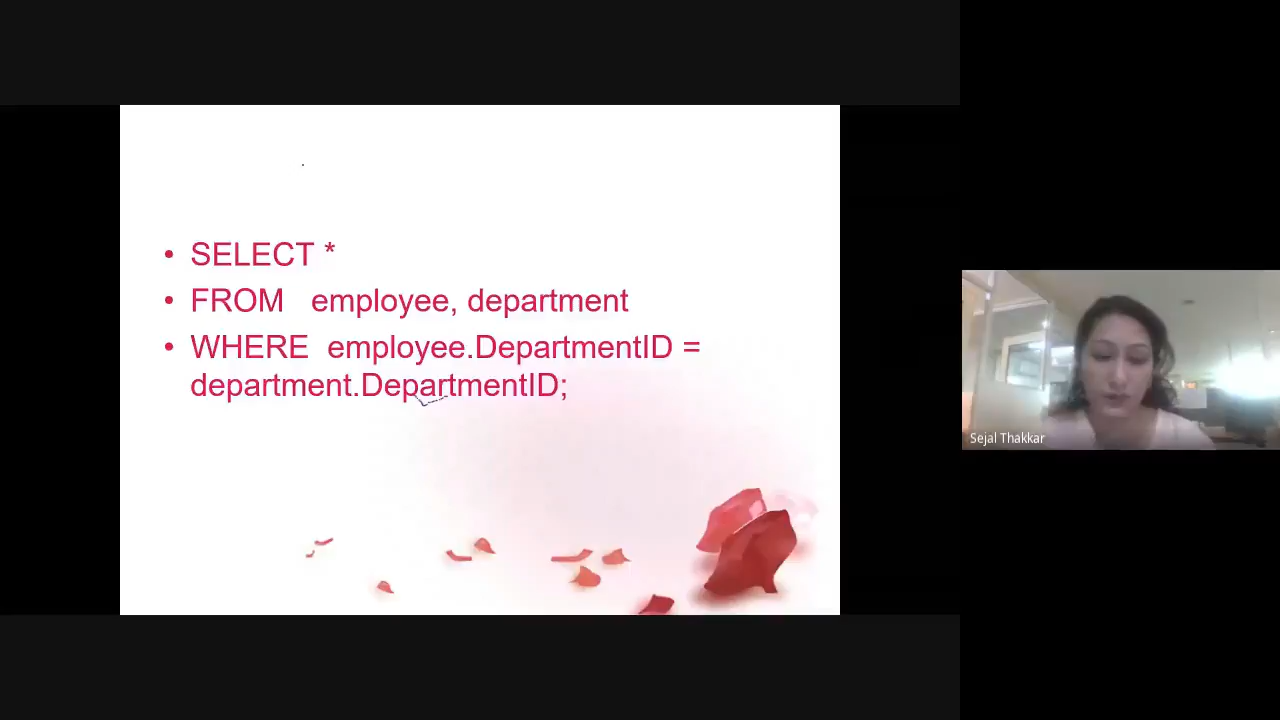 • SELECT *
• FROM employee, department
• WHERE employee.DepartmentID =
department.DepartmentID;
Sejal Thakkar